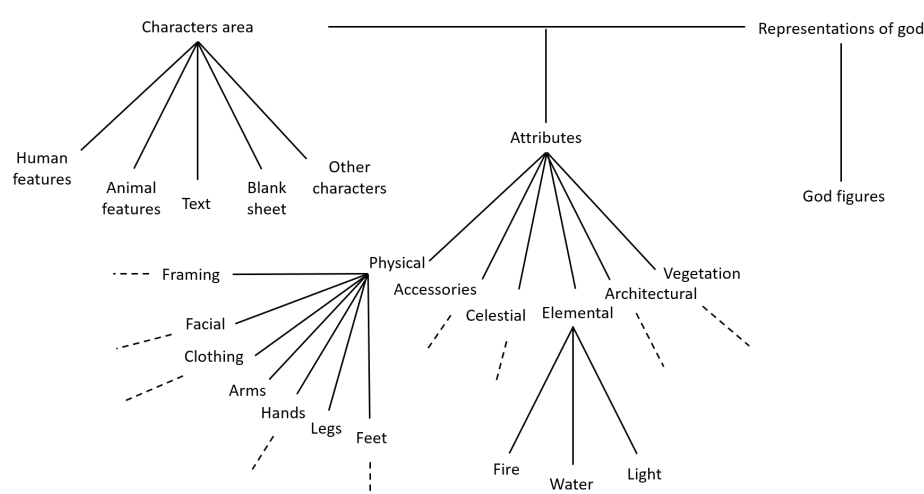 Characters area
Representations of god
Human
features
Animal
features
Text
Blank
sheet
Other
characters
Attributes
God figures
Physical
Accessories
Celestial
Elemental
Architectural
Vegetation
Framing
Facial
Clothing
Arms
Hands
Legs
Feet
Fire
Water
Light